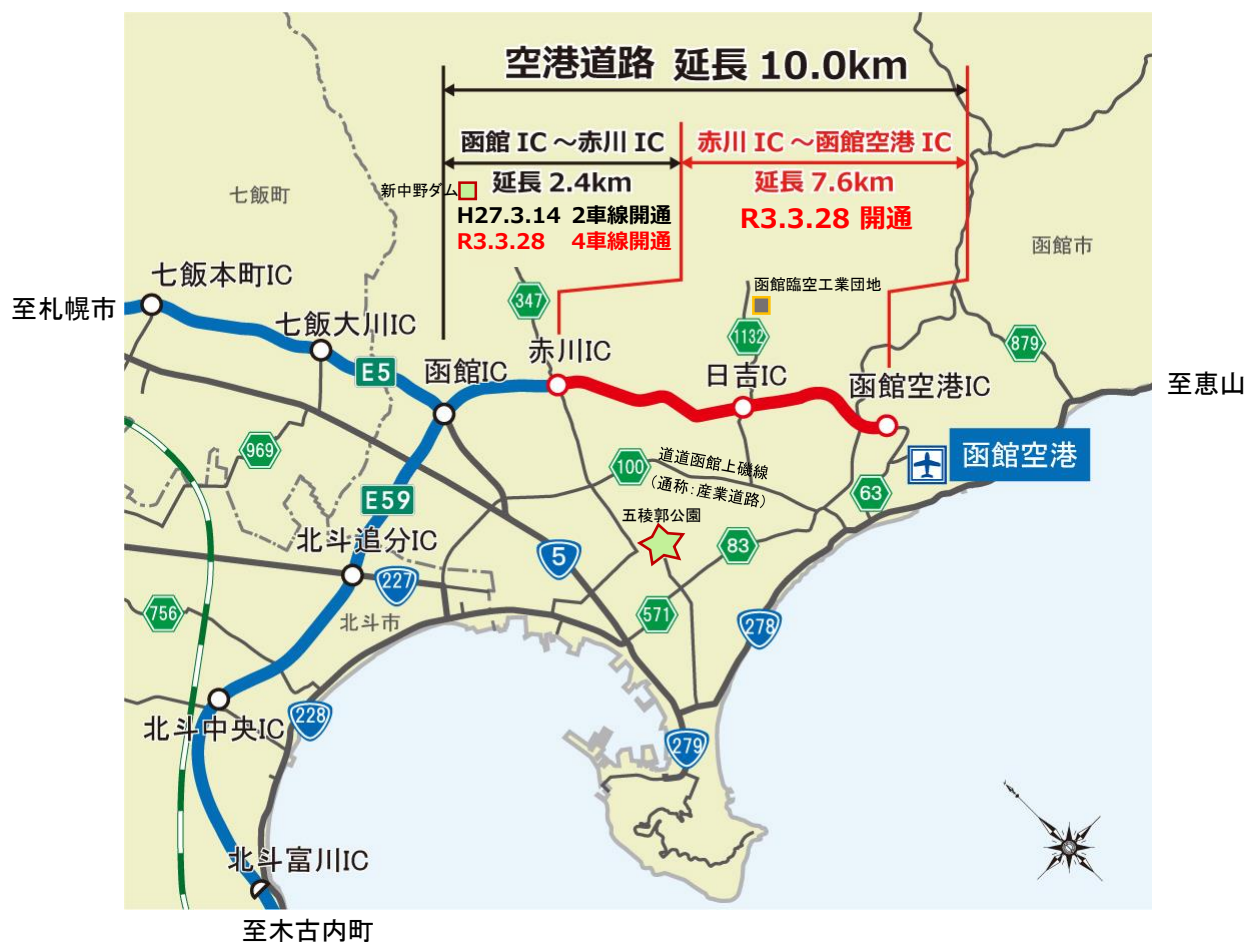 空港道路 延長 10.0km
函館 IC ～赤川 IC
延長 2.4km
H27.3.14 2車線開通
R3.3.28 4車線開通
赤川 IC ～函館空港 IC
延長 7.6km
R3.3.28 開通
新中野ダム
七飯町
函館市
七飯本町IC
至札幌市
七飯大川IC
E5
函館IC
347
赤川IC
函館臨空工業団地
1132
日吉IC
函館空港IC
879
至恵山
函館空港
969
100
道道函館上磯線
(通称:産業道路)
63
E59
五稜郭公園
北斗追分IC
5
83
227
756
北斗市
571
278
北斗中央IC
228
279
北斗富川IC
至木古内町